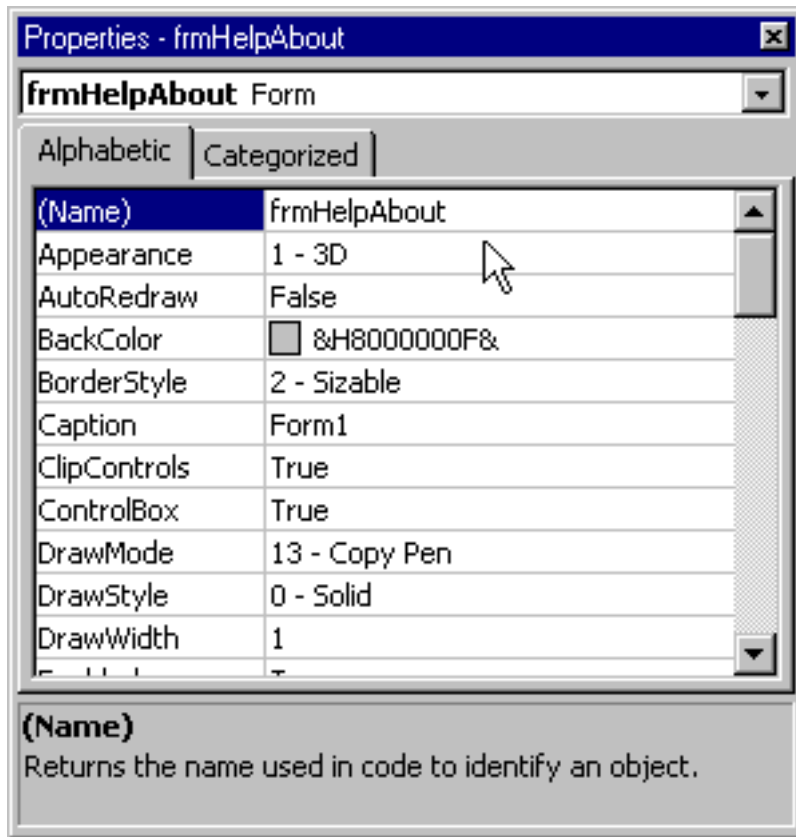 Properties - frmHelpAbout
frmHelpAbout Form
Alphabetic Categorized
(Name) frmHelpAbout
Appearance 1 - 3D
AutoRedraw False
BackColor &H8000000F&
BorderStyle 2 - Sizable
Caption Form1
ClipControls True
ControlBox True
DrawMode 13 - Copy Pen
DrawStyle 0 - Solid
DrawWidth 1
(Name)
Returns the name used in code to identify an object.